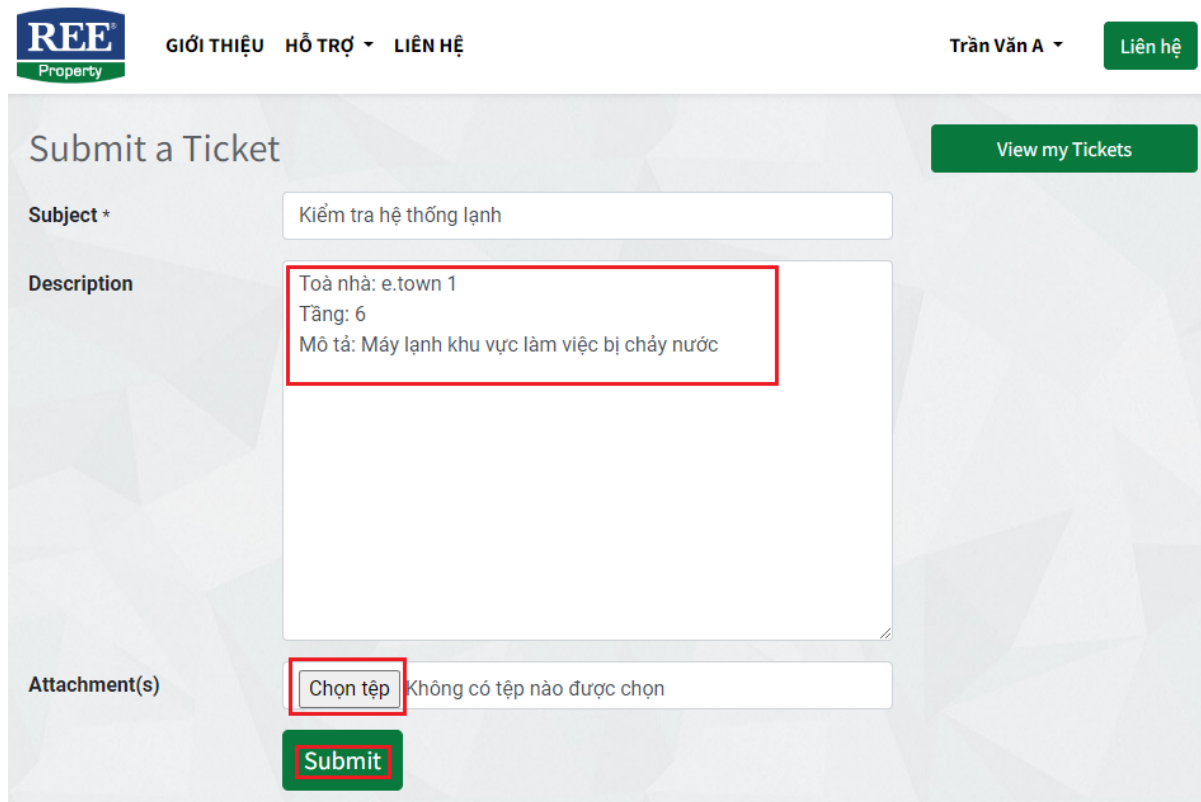 REE®
Property
GIỚI THIỆU HỖ TRỢ LIÊN HỆ
Trần Văn A
Liên hệ
Submit a Ticket
View my Tickets
Subject *
Kiểm tra hệ thống lạnh
Description
Toà nhà: e.town 1
Tầng: 6
Mô tả: Máy lạnh khu vực làm việc bị chảy nước
Attachment(s)
Chọn tệp Không có tệp nào được chọn
Submit